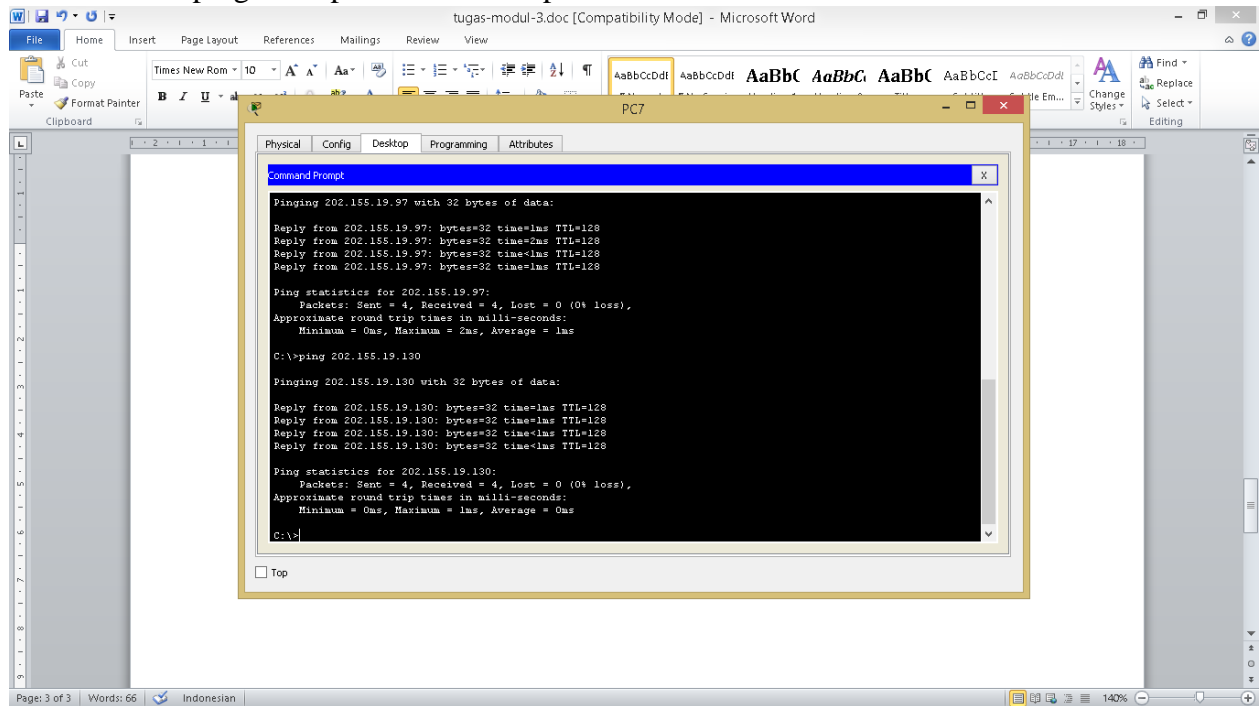 tugas-modul-3.doc [Compatibility Mode] - Microsoft Word
File Home Insert Page Layout References Mailings Review View
Paste
Cut
Copy
Format Painter
Clipboard
Times New Rom 10
B I U
AaBbCcDdE AaBbCcDdE AaBbC AaBbC AaBbC AaBbCcI AaBbCcDdI
Change Styles
Find
Replace
Select
Editing
PC7
Physical Config Desktop Programming Attributes
Command Prompt X
Pinging 202.155.19.97 with 32 bytes of data:
Reply from 202.155.19.97: bytes=32 time=1ms TTL=128
Reply from 202.155.19.97: bytes=32 time=2ms TTL=128
Reply from 202.155.19.97: bytes=32 time<1ms TTL=128
Reply from 202.155.19.97: bytes=32 time=1ms TTL=128
Ping statistics for 202.155.19.97:
Packets: Sent = 4, Received = 4, Lost = 0 (0% loss),
Approximate round trip times in milli-seconds:
Minimum = 0ms, Maximum = 2ms, Average = 1ms
C:\>ping 202.155.19.130
Pinging 202.155.19.130 with 32 bytes of data:
Reply from 202.155.19.130: bytes=32 time=1ms TTL=128
Reply from 202.155.19.130: bytes=32 time=1ms TTL=128
Reply from 202.155.19.130: bytes=32 time<1ms TTL=128
Reply from 202.155.19.130: bytes=32 time<1ms TTL=128
Ping statistics for 202.155.19.130:
Packets: Sent = 4, Received = 4, Lost = 0 (0% loss),
Approximate round trip times in milli-seconds:
Minimum = 0ms, Maximum = 1ms, Average = 0ms
C:\>
Top
Page: 3 of 3 Words: 66 Indonesian 140%